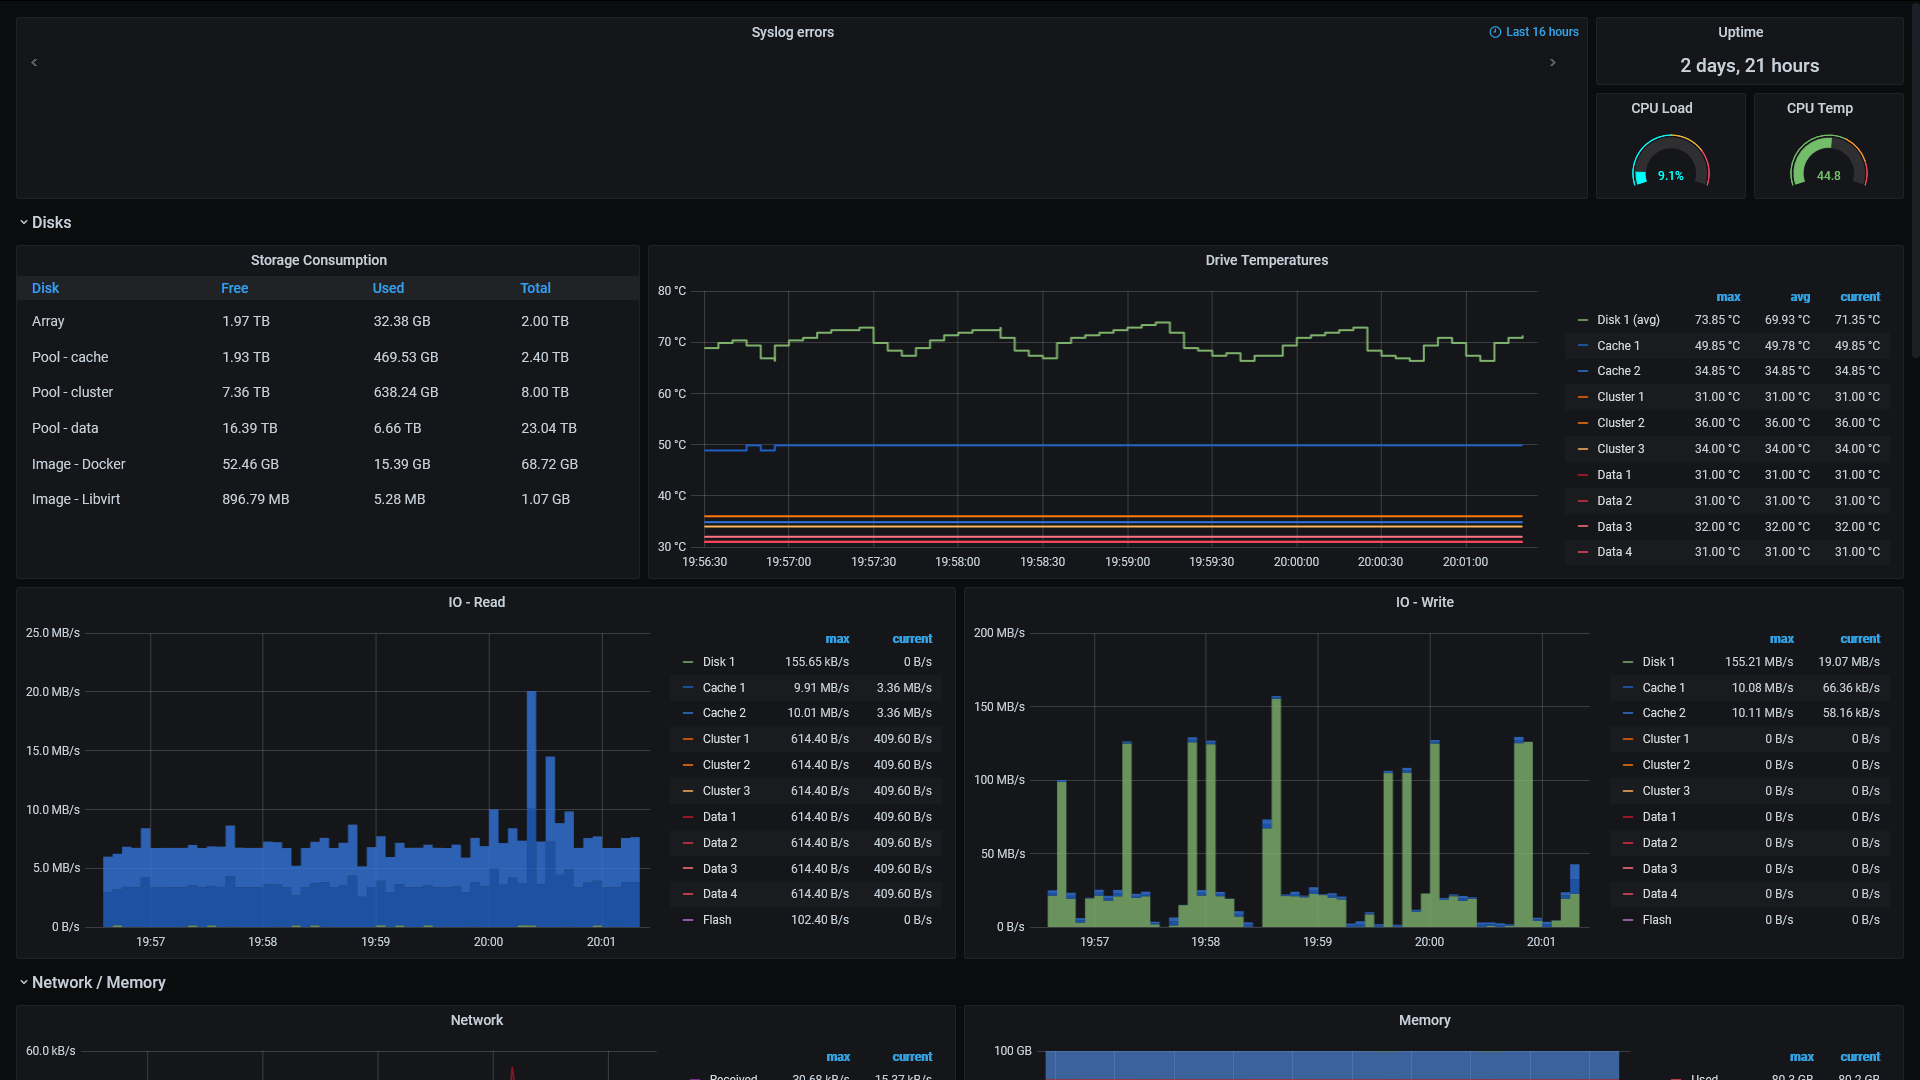 Syslog errors
Last 16 hours
Uptime
2 days, 21 hours
CPU Load
CPU Temp
9.1%
44.8
Disks
Storage Consumption
Disk Free Used Total
Array 1.97 TB 32.38 GB 2.00 TB
Pool - cache 1.93 TB 469.53 GB 2.40 TB
Pool - cluster 7.36 TB 638.24 GB 8.00 TB
Pool - data 16.39 TB 6.66 TB 23.04 TB
Image - Docker 52.46 GB 15.39 GB 68.72 GB
Image - Libvirt 896.79 MB 5.28 MB 1.07 GB
Drive Temperatures
80 °C
70 °C
60 °C
50 °C
40 °C
30 °C
19:56:30 19:57:00 19:57:30 19:58:00 19:58:30 19:59:00 19:59:30 20:00:00 20:00:30 20:01:00
max avg current
Disk 1 (avg) 73.85 °C 69.93 °C 71.35 °C
Cache 1 49.85 °C 49.78 °C 49.85 °C
Cache 2 34.85 °C 34.85 °C 34.85 °C
Cluster 1 31.00 °C 31.00 °C 31.00 °C
Cluster 2 36.00 °C 36.00 °C 36.00 °C
Cluster 3 34.00 °C 34.00 °C 34.00 °C
Data 1 31.00 °C 31.00 °C 31.00 °C
Data 2 31.00 °C 31.00 °C 31.00 °C
Data 3 32.00 °C 32.00 °C 32.00 °C
Data 4 31.00 °C 31.00 °C 31.00 °C
IO - Read
25.0 MB/s
20.0 MB/s
15.0 MB/s
10.0 MB/s
5.0 MB/s
0 B/s
19:57 19:58 19:59 20:00 20:01
max current
Disk 1 155.65 kB/s 0 B/s
Cache 1 9.91 MB/s 3.36 MB/s
Cache 2 10.01 MB/s 3.36 MB/s
Cluster 1 614.40 B/s 409.60 B/s
Cluster 2 614.40 B/s 409.60 B/s
Cluster 3 614.40 B/s 409.60 B/s
Data 1 614.40 B/s 409.60 B/s
Data 2 614.40 B/s 409.60 B/s
Data 3 614.40 B/s 409.60 B/s
Data 4 614.40 B/s 409.60 B/s
Flash 102.40 B/s 0 B/s
IO - Write
200 MB/s
150 MB/s
100 MB/s
50 MB/s
0 B/s
19:57 19:58 19:59 20:00 20:01
max current
Disk 1 155.21 MB/s 19.07 MB/s
Cache 1 10.08 MB/s 66.36 kB/s
Cache 2 10.11 MB/s 58.16 kB/s
Cluster 1 0 B/s 0 B/s
Cluster 2 0 B/s 0 B/s
Cluster 3 0 B/s 0 B/s
Data 1 0 B/s 0 B/s
Data 2 0 B/s 0 B/s
Data 3 0 B/s 0 B/s
Data 4 0 B/s 0 B/s
Flash 0 B/s 0 B/s
Network / Memory
Network
60.0 kB/s
max current
Received 30.68 kB/s 15.37 kB/s
Memory
100 GB
max current
Used 80.3 GB 80.2 GB